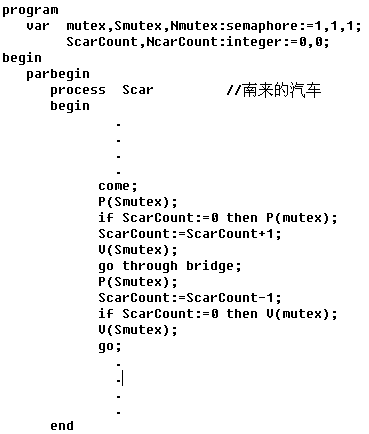 program
var mutex,Smutex,Nmutex:semaphore:=1,1,1;
ScarCount,NcarCount:integer:=0,0;
begin
parbegin
process Scar //南来的汽车
begin
.
.
.
.
come;
P(Smutex);
if ScarCount:=0 then P(mutex);
ScarCount:=ScarCount+1;
V(Smutex);
go through bridge;
P(Smutex);
ScarCount:=ScarCount-1;
if ScarCount:=0 then V(mutex);
V(Smutex);
go;
.
.
.
.
end